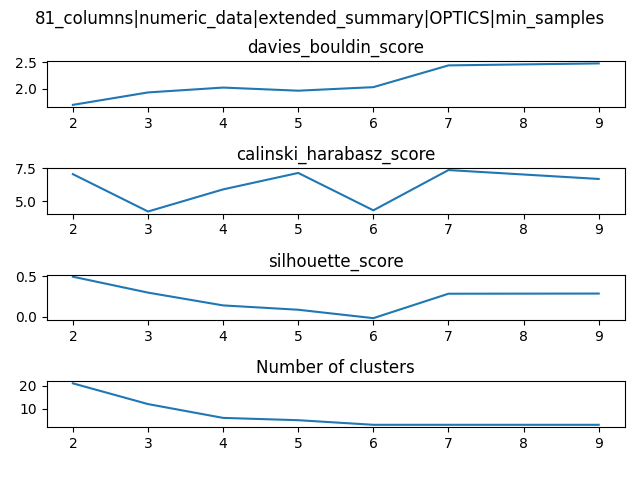 81_columns|numeric_data|extended_summary|OPTICS|min_samples
davies_bouldin_score
2.5
2.0
2 3 4 5 6 7 8 9
calinski_harabasz_score
7.5
5.0
2 3 4 5 6 7 8 9
silhouette_score
0.5
0.0
2 3 4 5 6 7 8 9
Number of clusters
20
10
2 3 4 5 6 7 8 9